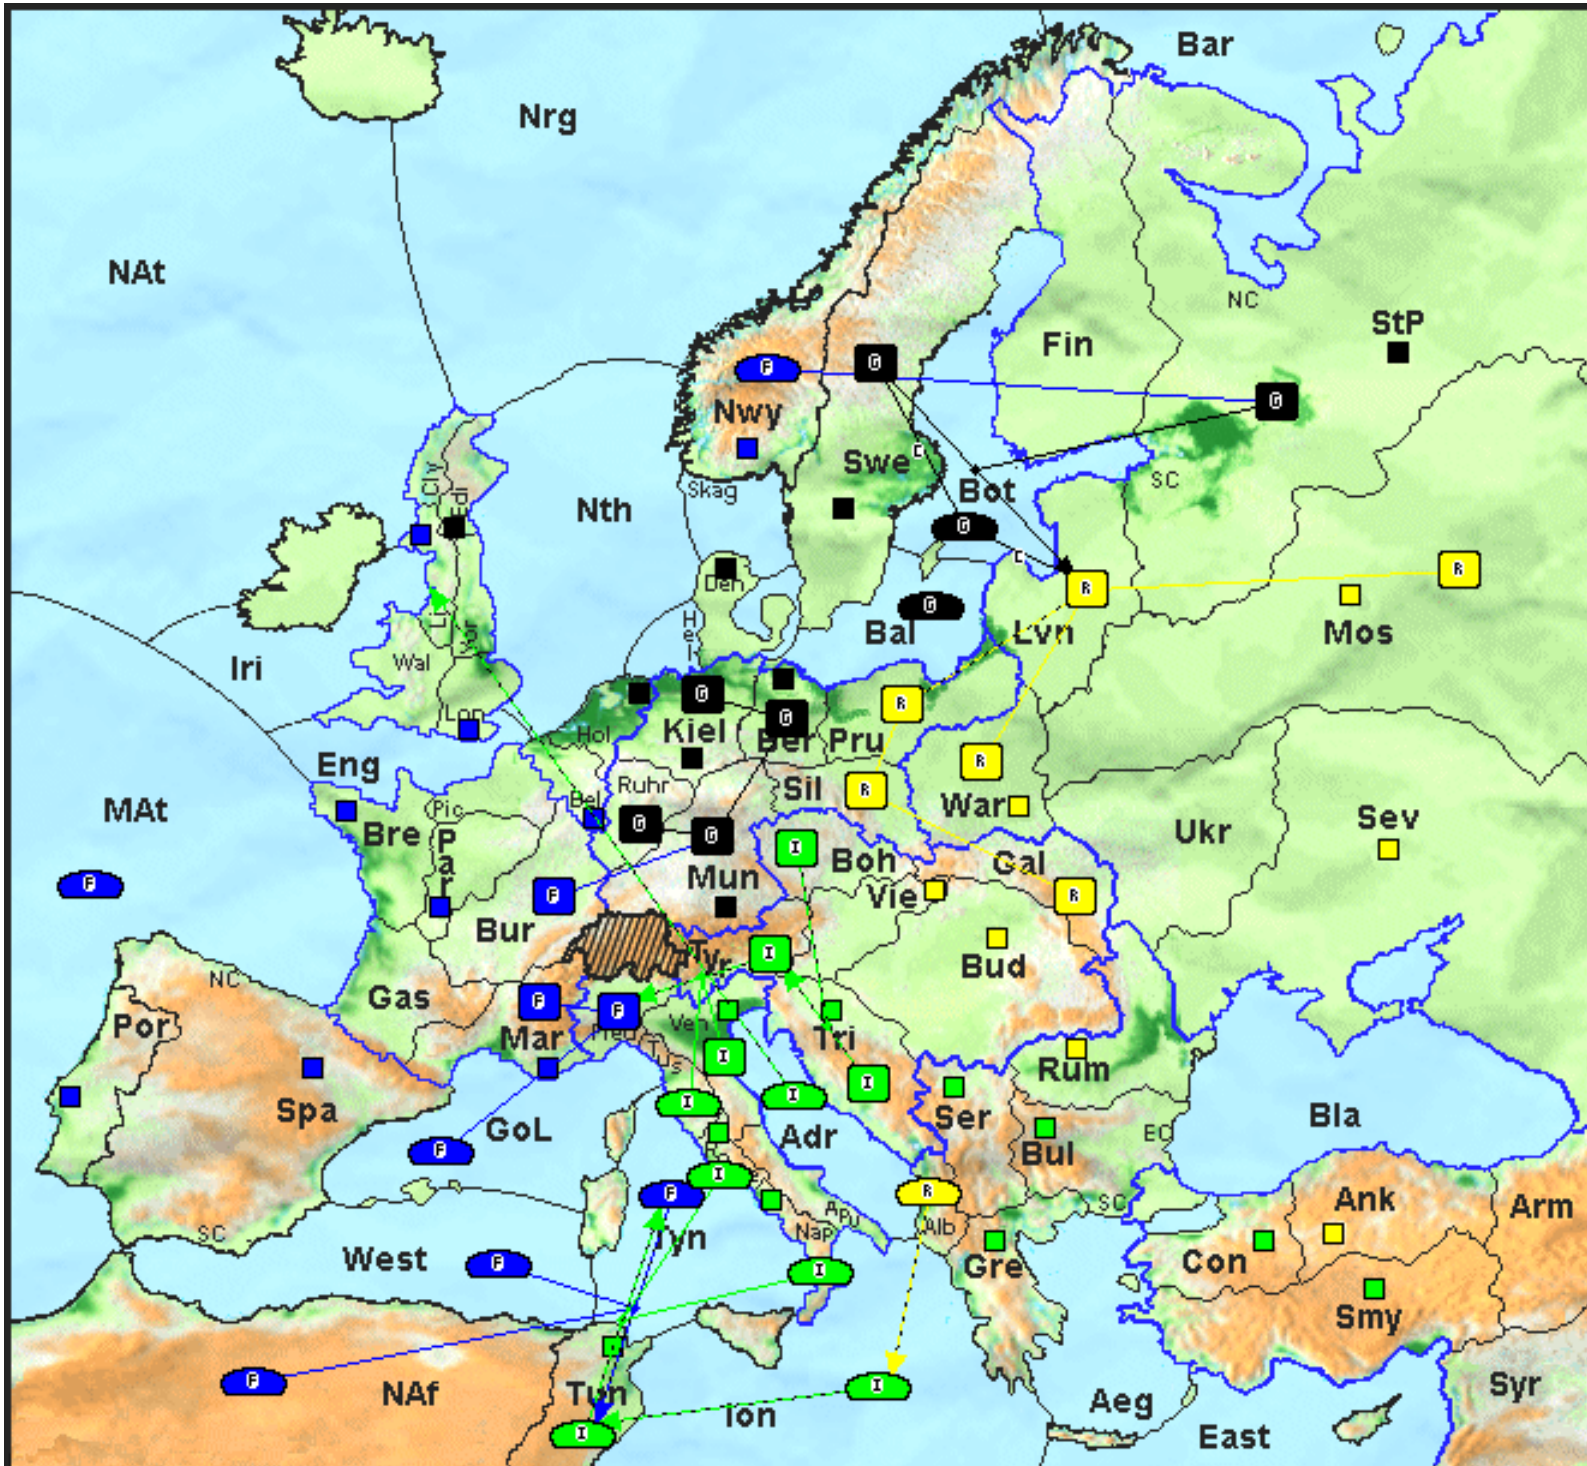 Bar
Nrg
NAt
NC
StP
Fin
F
G
G
Nwy
Swe
C
SC
Cly
Edi
Skag
Bot
Nth
G
C
R
R
Den
G
Bal
Lvn
Mos
Hel
Iri
Wal
Lon
G
G
R
Hol
Kiel
Ber
Pru
Eng
Ruhr
Sil
R
R
War
Pic
Bel
MAt
Bre
Par
G
G
I
Boh
Gal
Ukr
Sev
F
F
Mun
Vie
R
Bur
Tyr
I
Bud
NC
Gas
F
F
Por
Mar
Pied
Ven
Tri
Tus
I
I
Rum
Spa
I
I
Ser
GoL
Adr
Bul
EC
Bla
F
F
I
R
Ank
Arm
SC
Tyn
Apu
Nap
Alb
SC
West
F
I
Gre
Con
Smy
F
NAf
Tun
I
Ion
Aeg
Syr
I
East